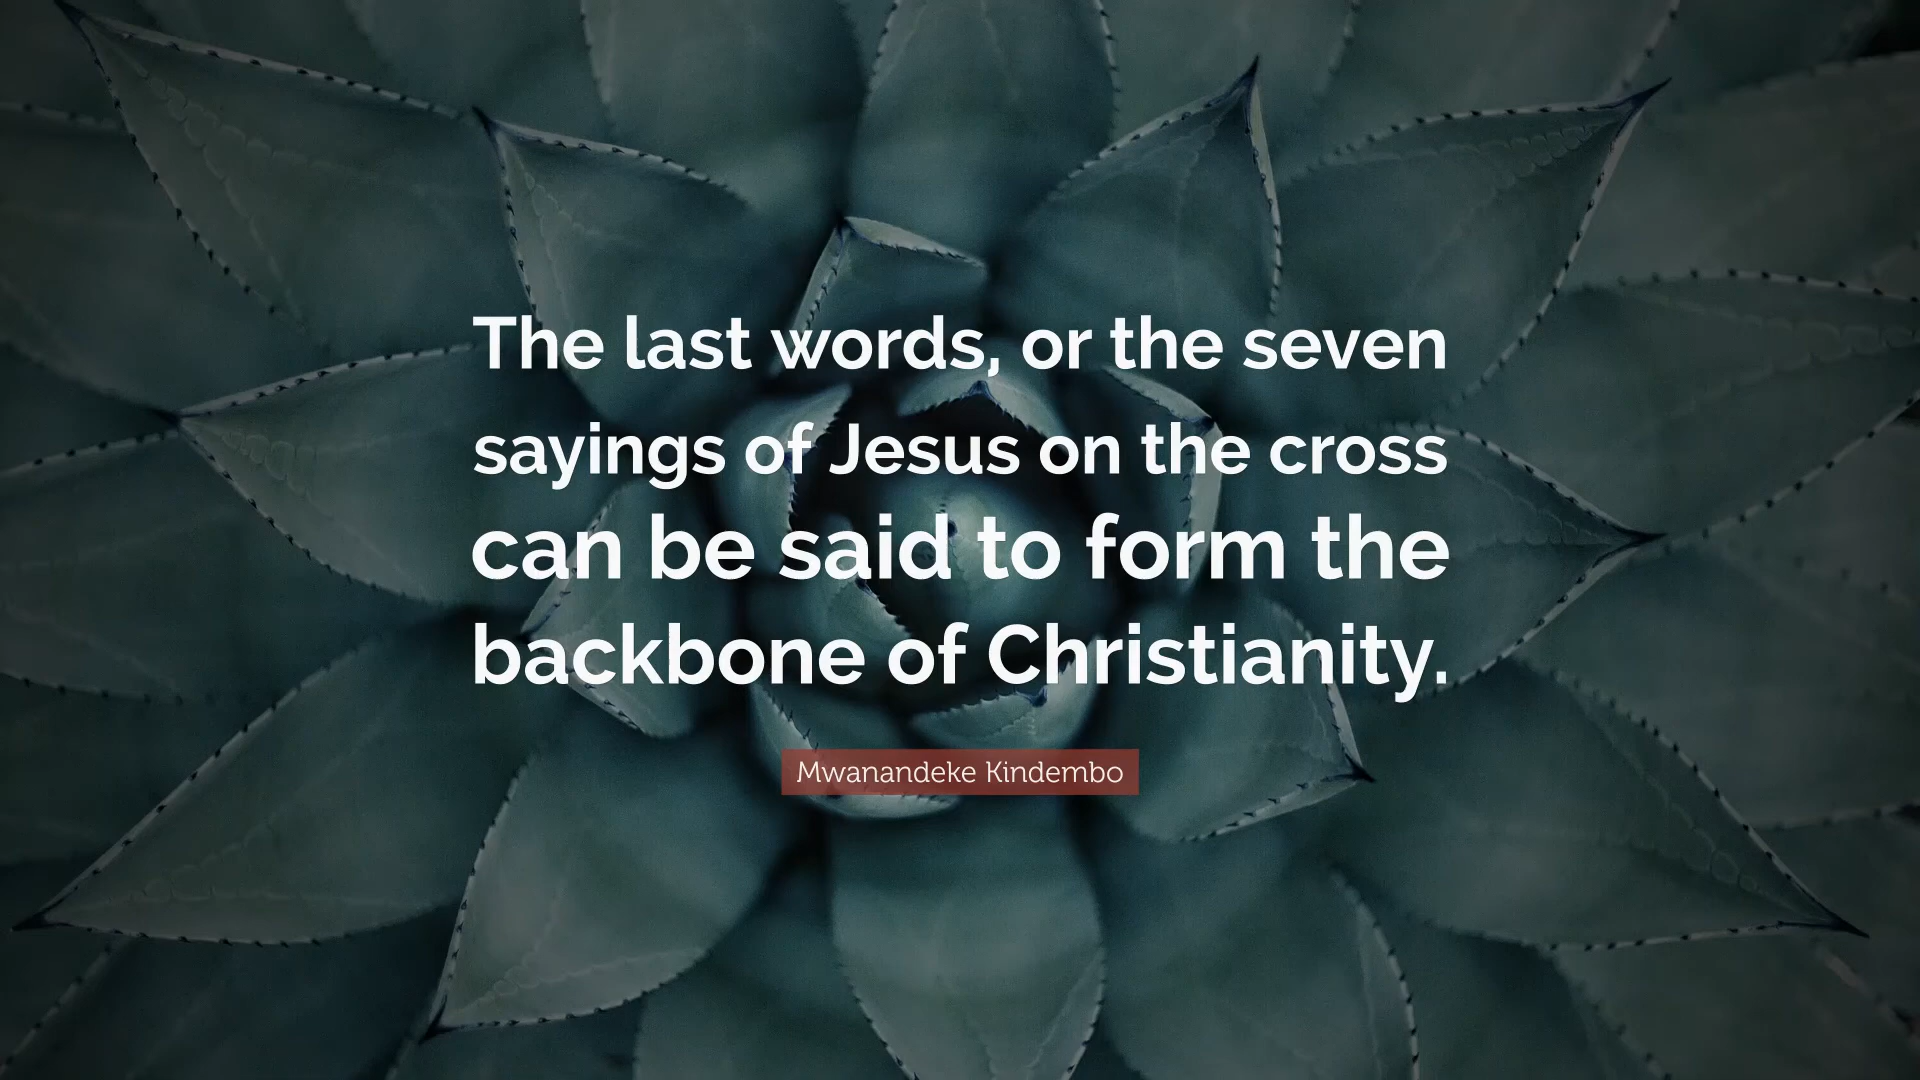 The last words, or the seven
sayings of Jesus on the cross
can be said to form the
backbone of Christianity.
Mwanandeke Kindembo